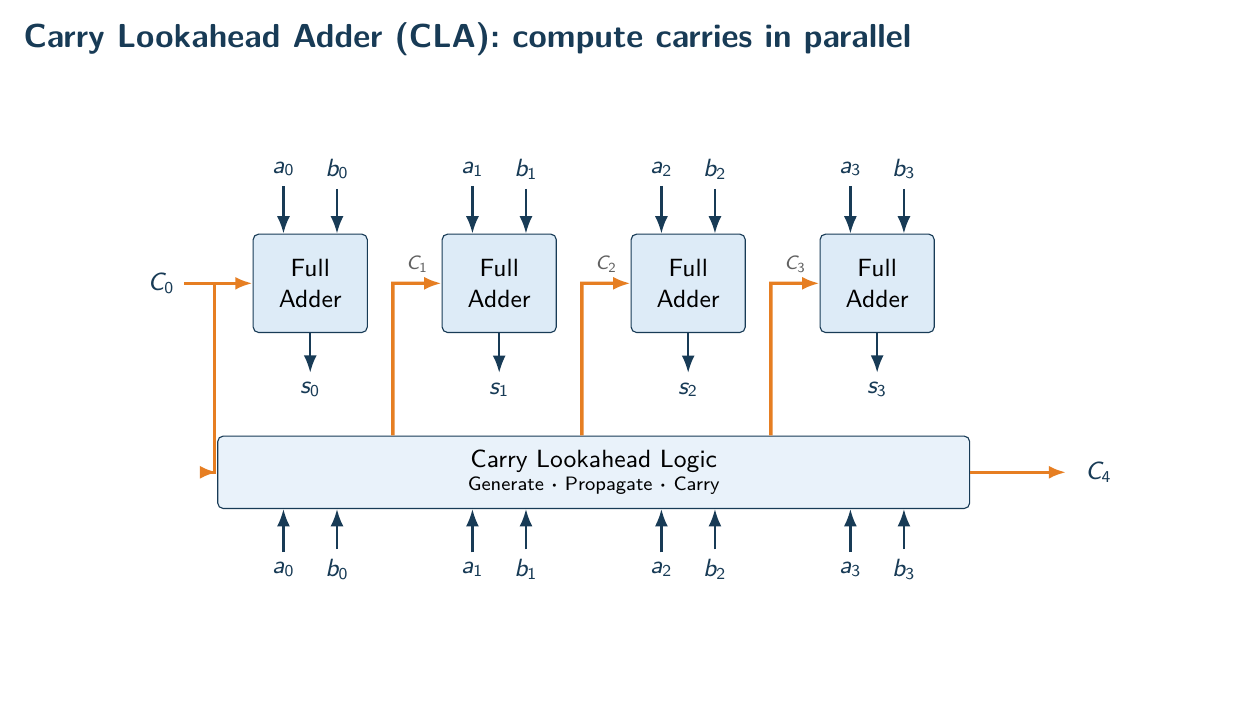 Carry Lookahead Adder (CLA): compute carries in parallel
a0 b0 a1 b1 a2 b2 a3 b3
C0 Full Adder C1 Full Adder C2 Full Adder C3 Full Adder
s0 s1 s2 s3
Carry Lookahead Logic
Generate · Propagate · Carry
C4
a0 b0 a1 b1 a2 b2 a3 b3